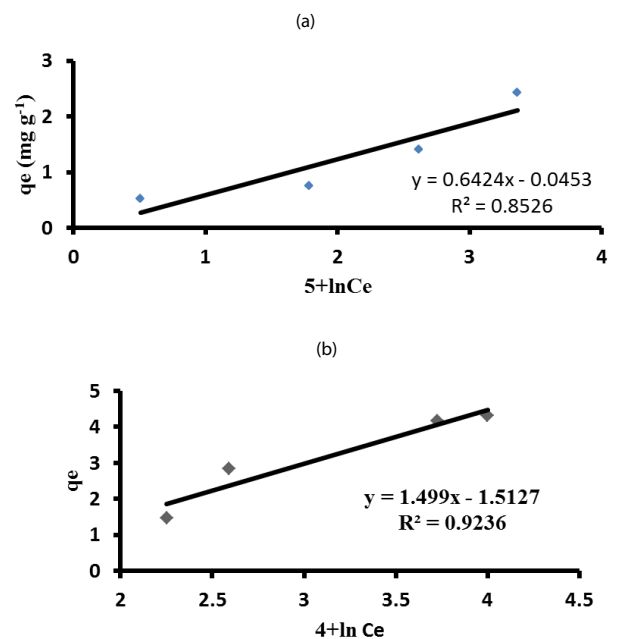 (a)
3
2
1
0
qe (mg g⁻¹)
y = 0.6424x - 0.0453
R² = 0.8526
0 1 2 3 4
5+lnCe
(b)
5
4
3
2
1
0
qe
y = 1.499x - 1.5127
R² = 0.9236
2 2.5 3 3.5 4 4.5
4+ln Ce